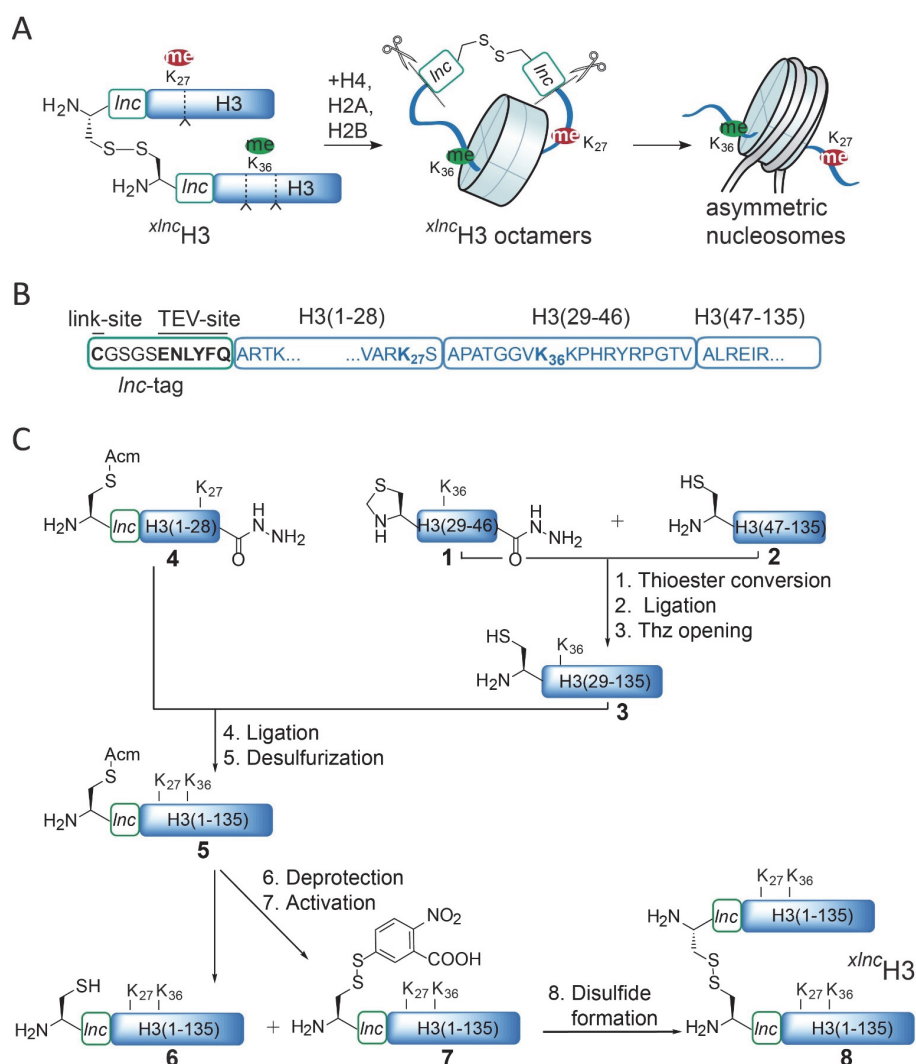 A
me
K27
H2N
lnc
H3
S–S
me
K36
H2N
lnc
H3
xlncH3
+H4,
H2A,
H2B
S
S
lnc
lnc
me
K36
me
K27
xlncH3 octamers
me
K36
K27
me
asymmetric
nucleosomes
B
link-site
TEV-site
H3(1-28)
H3(29-46)
H3(47-135)
CGSGSENLYFQ
ARTK...
...VARK27S
APATGGVK36KPHRYRPGTV
ALREIR...
lnc-tag
C
Acm
S
K27
H2N
lnc
H3(1-28)
H
N
NH2
O
4
S
K36
N
H
H3(29-46)
H
N
NH2
O
1
+
HS
H2N
H3(47-135)
2
1. Thioester conversion
2. Ligation
3. Thz opening
HS
K36
H2N
H3(29-135)
3
4. Ligation
5. Desulfurization
Acm
S
K27 K36
H2N
lnc
H3(1-135)
5
6. Deprotection
7. Activation
SH
K27 K36
H2N
lnc
H3(1-135)
6
+
NO2
COOH
S
S
K27 K36
H2N
lnc
H3(1-135)
7
8. Disulfide
formation
K27 K36
H2N
lnc
H3(1-135)
S
S
xlncH3
K27 K36
H2N
lnc
H3(1-135)
8